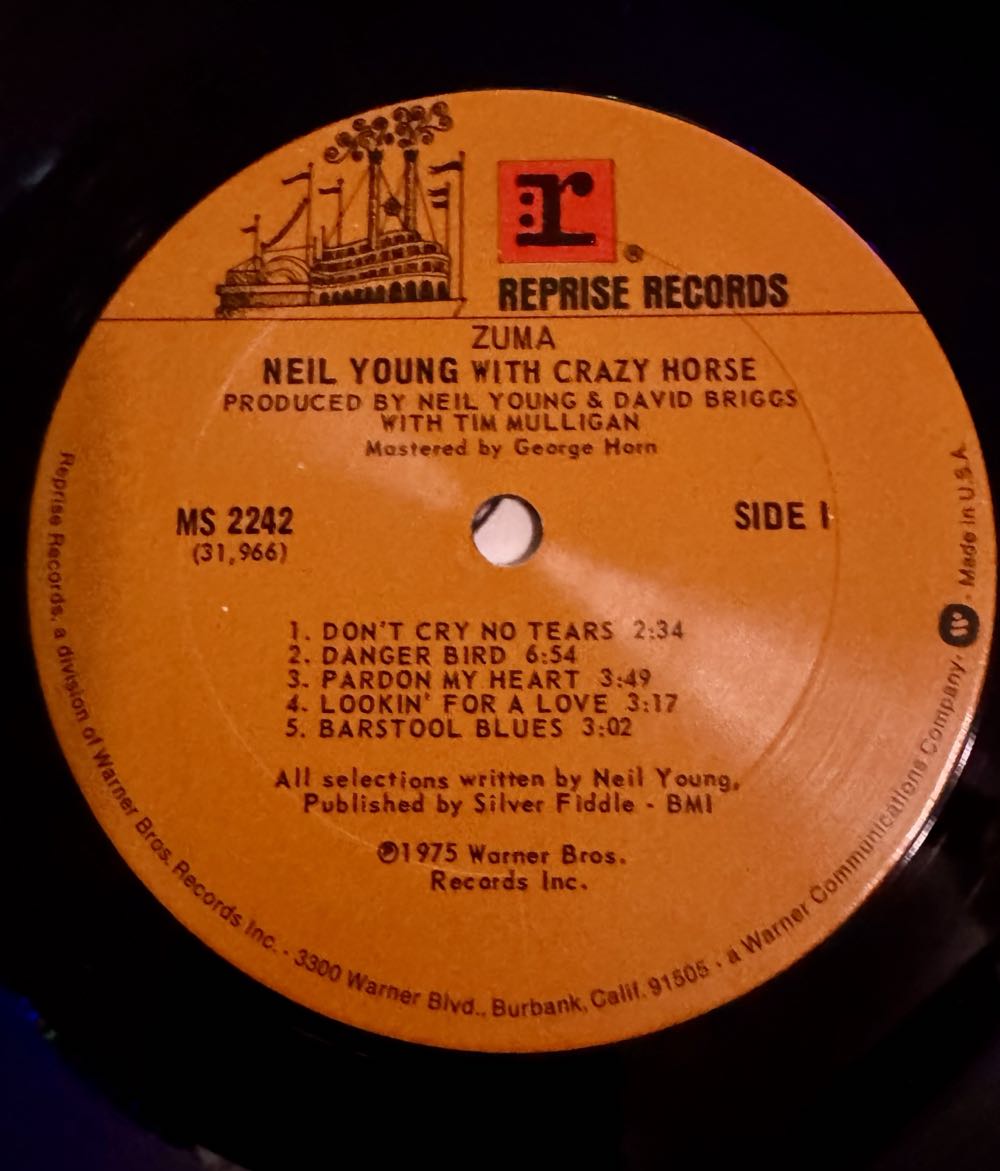 :r
®
REPRISE RECORDS
ZUMA
NEIL YOUNG WITH CRAZY HORSE
PRODUCED BY NEIL YOUNG & DAVID BRIGGS
WITH TIM MULLIGAN
Mastered by George Horn
MS 2242
(31,966)
SIDE 1
1. DON'T CRY NO TEARS 2:34
2. DANGER BIRD 6:54
3. PARDON MY HEART 3:49
4. LOOKIN' FOR A LOVE 3:17
5. BARSTOOL BLUES 3:02
All selections written by Neil Young,
Published by Silver Fiddle - BMI
℗1975 Warner Bros.
Records Inc.
Reprise Records, a division of Warner Bros. Records Inc. · 3300 Warner Blvd., Burbank, Calif. 91505 · a Warner Communications Company · W · Made in U.S.A.